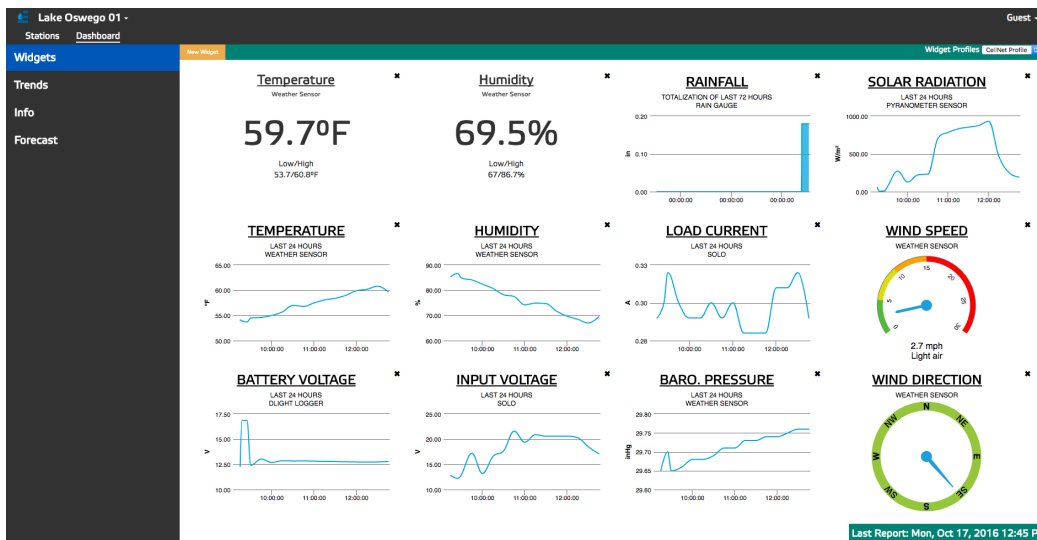 Lake Oswego 01
Guest
Stations
Dashboard
Widgets
New Widget
Widget Profiles
Cel!Net Profile
Trends
Info
Forecast
Temperature
Weather Sensor
59.7ºF
Low/High
53.7/60.8ºF
Humidity
Weather Sensor
69.5%
Low/High
67/86.7%
RAINFALL
TOTALIZATION OF LAST 72 HOURS
RAIN GAUGE
0.20
in
0.10
0.00
00:00:00
00:00:00
00:00:00
SOLAR RADIATION
LAST 24 HOURS
PYRANOMETER SENSOR
1000.00
W/m²
500.00
0.00
10:00:00
11:00:00
12:00:00
TEMPERATURE
LAST 24 HOURS
WEATHER SENSOR
65.00
60.00
ºF
55.00
50.00
10:00:00
11:00:00
12:00:00
HUMIDITY
LAST 24 HOURS
WEATHER SENSOR
90.00
80.00
%
70.00
60.00
10:00:00
11:00:00
12:00:00
LOAD CURRENT
LAST 24 HOURS
SOLO
0.33
A
0.30
0.28
10:00:00
11:00:00
12:00:00
WIND SPEED
WEATHER SENSOR
0
5
10
15
20
25
30
2.7 mph
Light air
BATTERY VOLTAGE
LAST 24 HOURS
DLIGHT LOGGER
17.50
15.00
V
12.50
10.00
10:00:00
11:00:00
12:00:00
INPUT VOLTAGE
LAST 24 HOURS
SOLO
25.00
20.00
V
15.00
10.00
10:00:00
11:00:00
12:00:00
BARO. PRESSURE
LAST 24 HOURS
WEATHER SENSOR
29.80
29.75
inHg
29.70
29.65
29.60
10:00:00
11:00:00
12:00:00
WIND DIRECTION
WEATHER SENSOR
N
NE
E
SE
S
SW
W
NW
Last Report: Mon, Oct 17, 2016 12:45 P